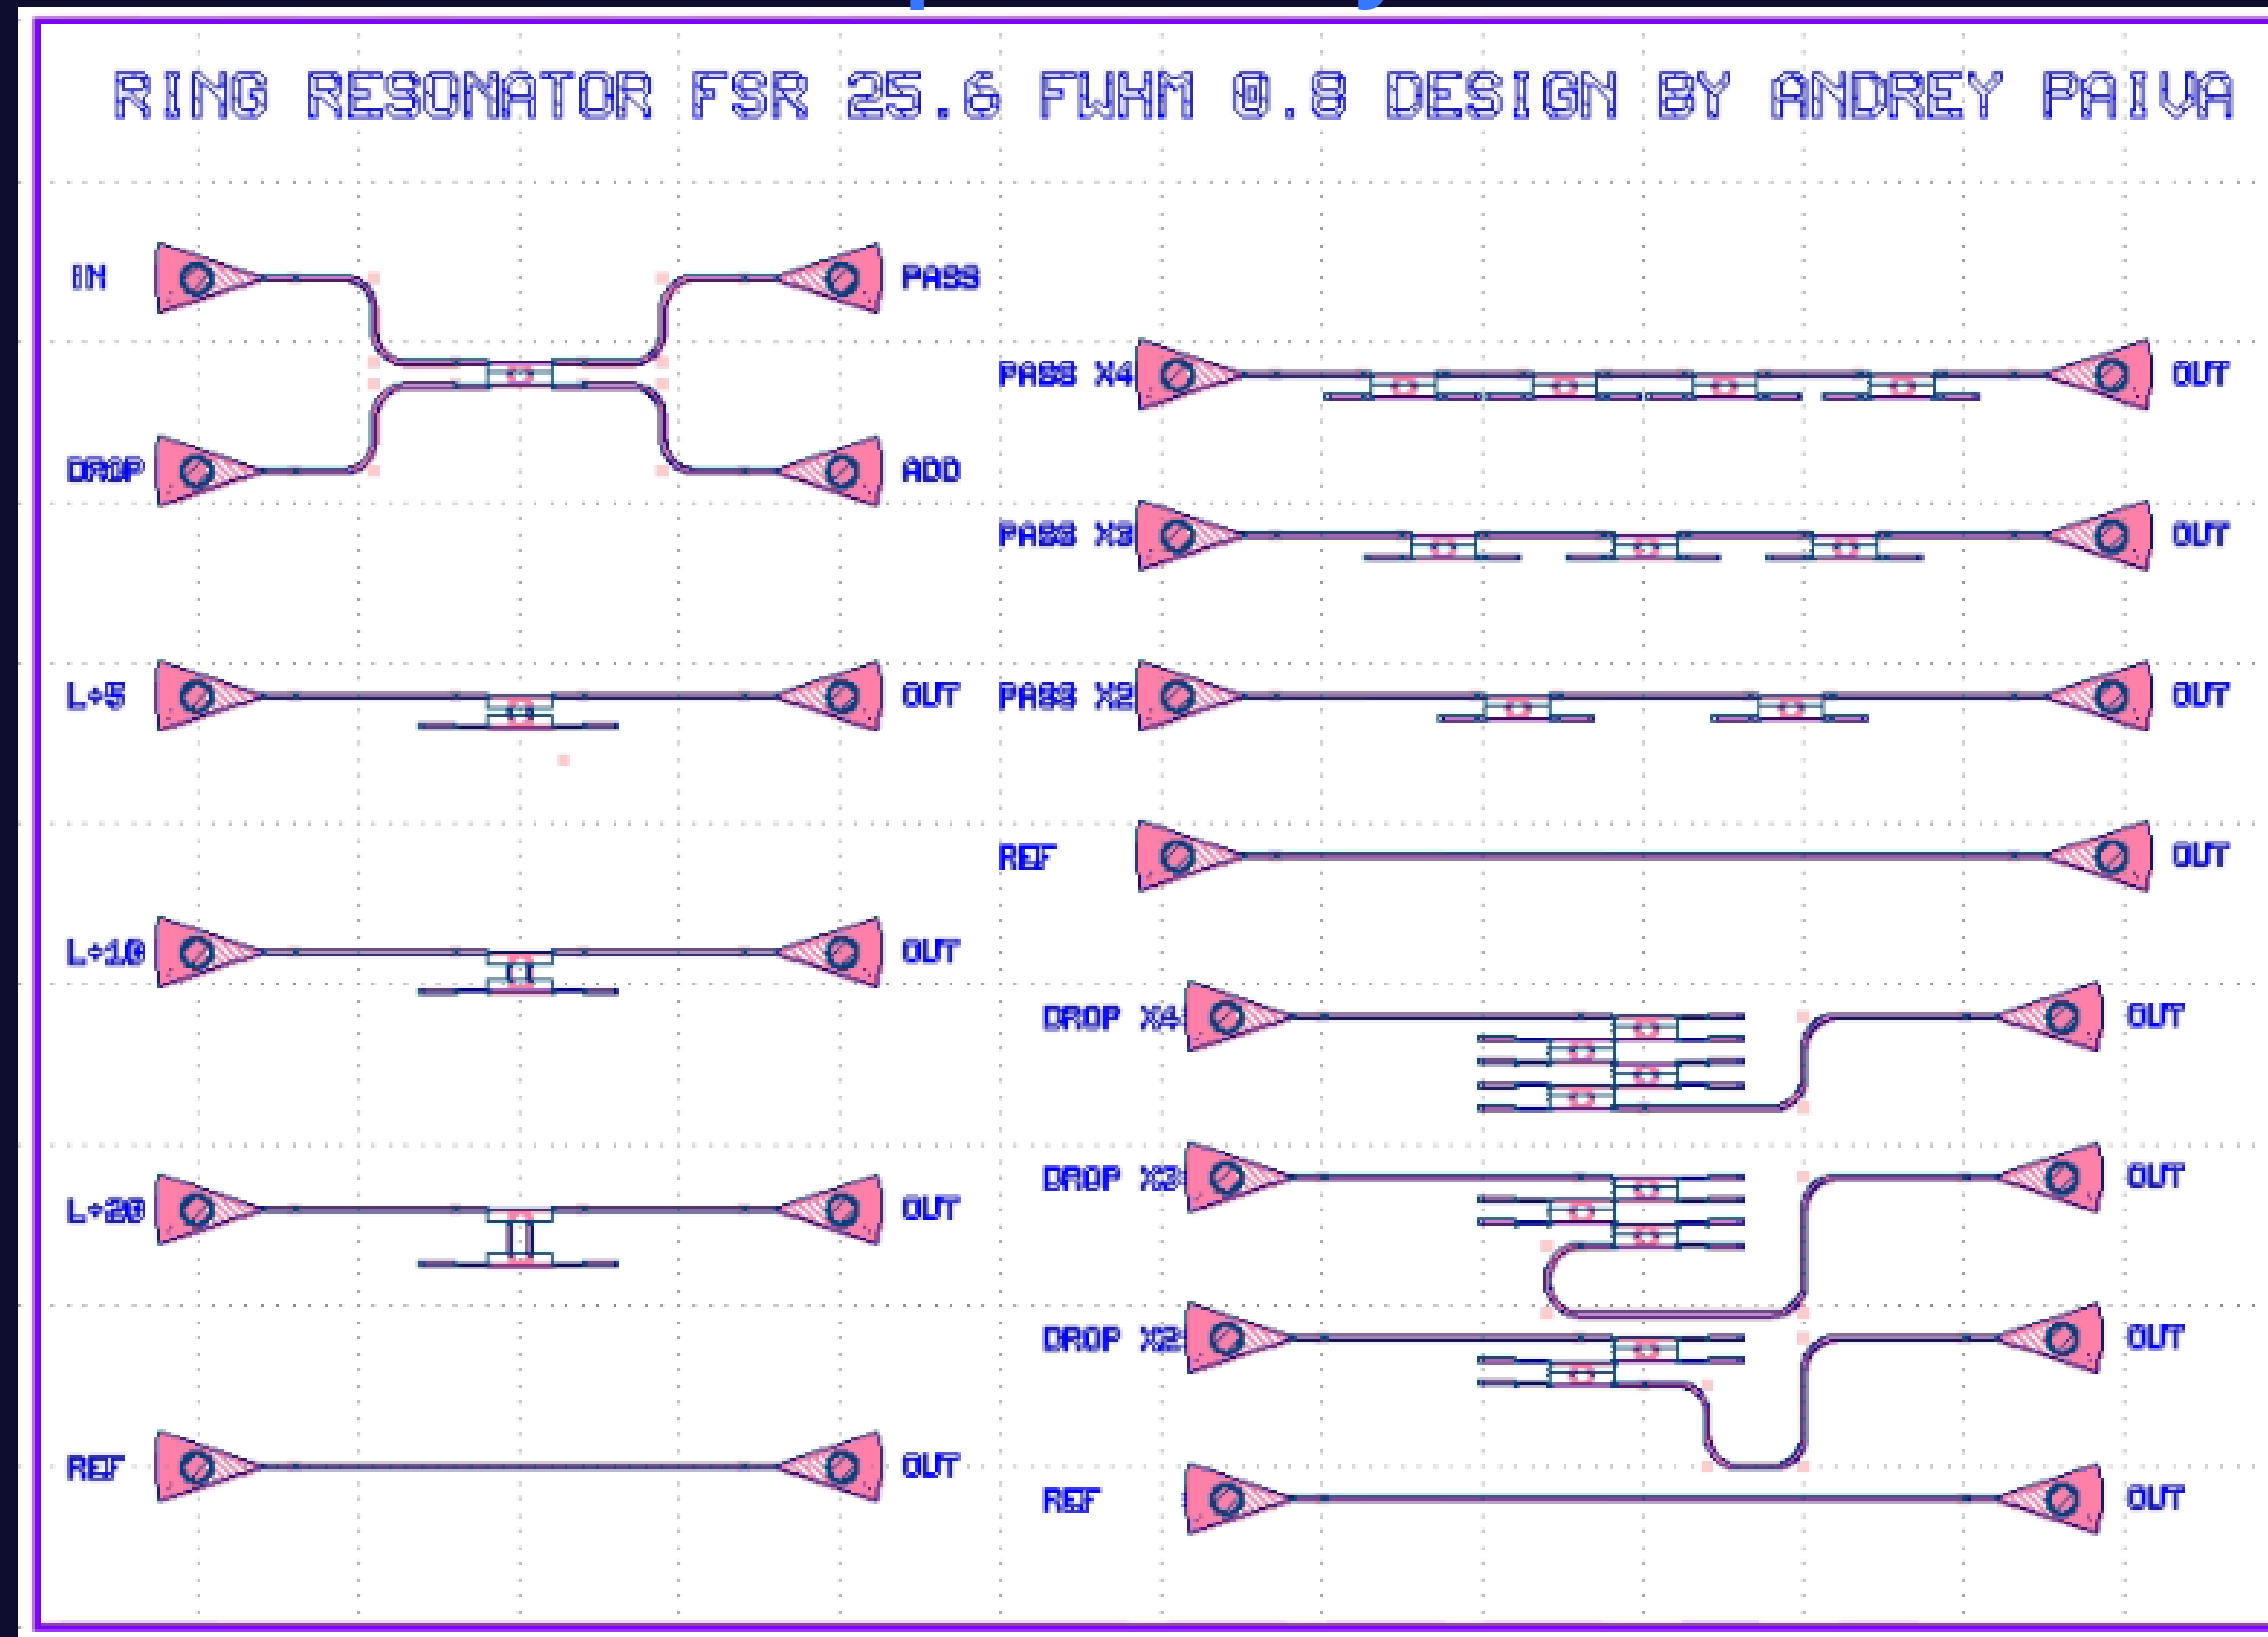 RING RESONATOR FSR 25.6 FWHM @.8 DESIGN BY ANDREY PAIVA
IN PASS
DROP ADD
L+5 OUT
L+10 OUT
L+20 OUT
REF OUT
PASS X4 OUT
PASS X3 OUT
PASS X2 OUT
REF OUT
DROP X4 OUT
DROP X3 OUT
DROP X2 OUT
REF OUT